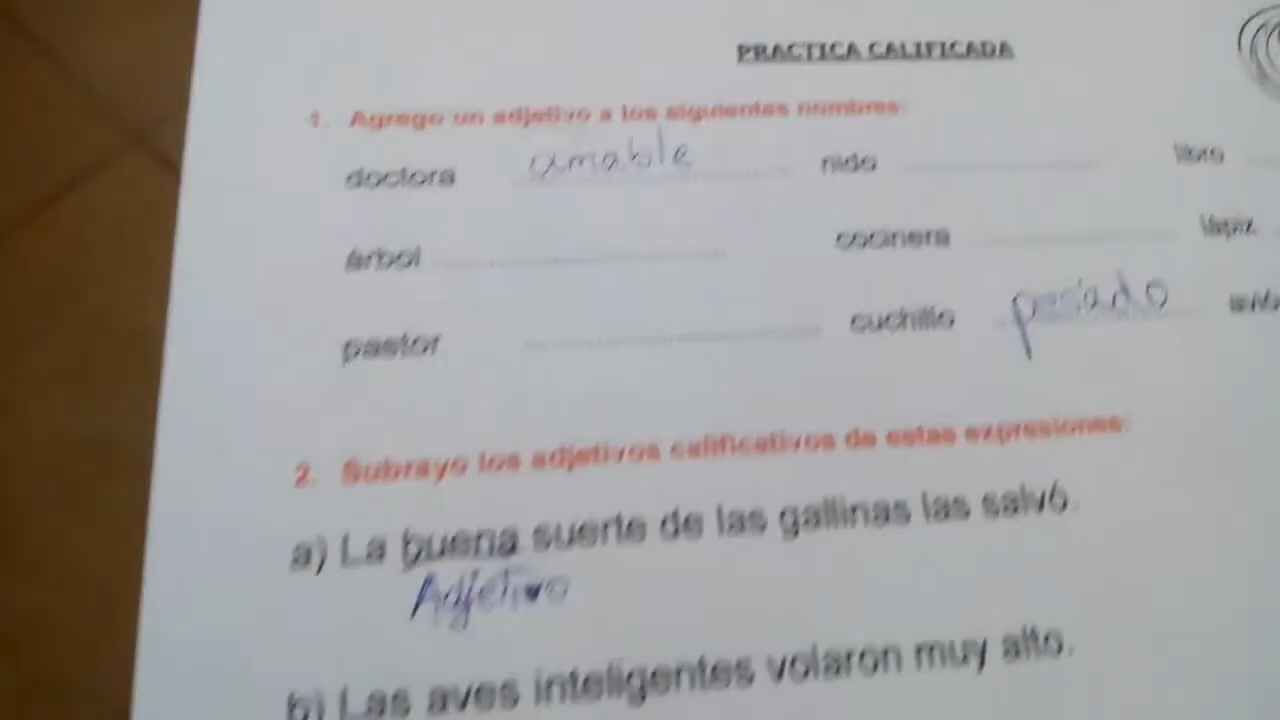 PRACTICA CALIFICADA
1. Agrego un adjetivo a los siguientes nombres:
doctora amable nido libro
árbol cocinera lápiz
pastor cuchillo
2. Subrayo los adjetivos calificativos de estas expresiones:
a) La buena suerte de las gallinas las salvó.
Adjetivo
b) Las aves inteligentes volaron muy alto.